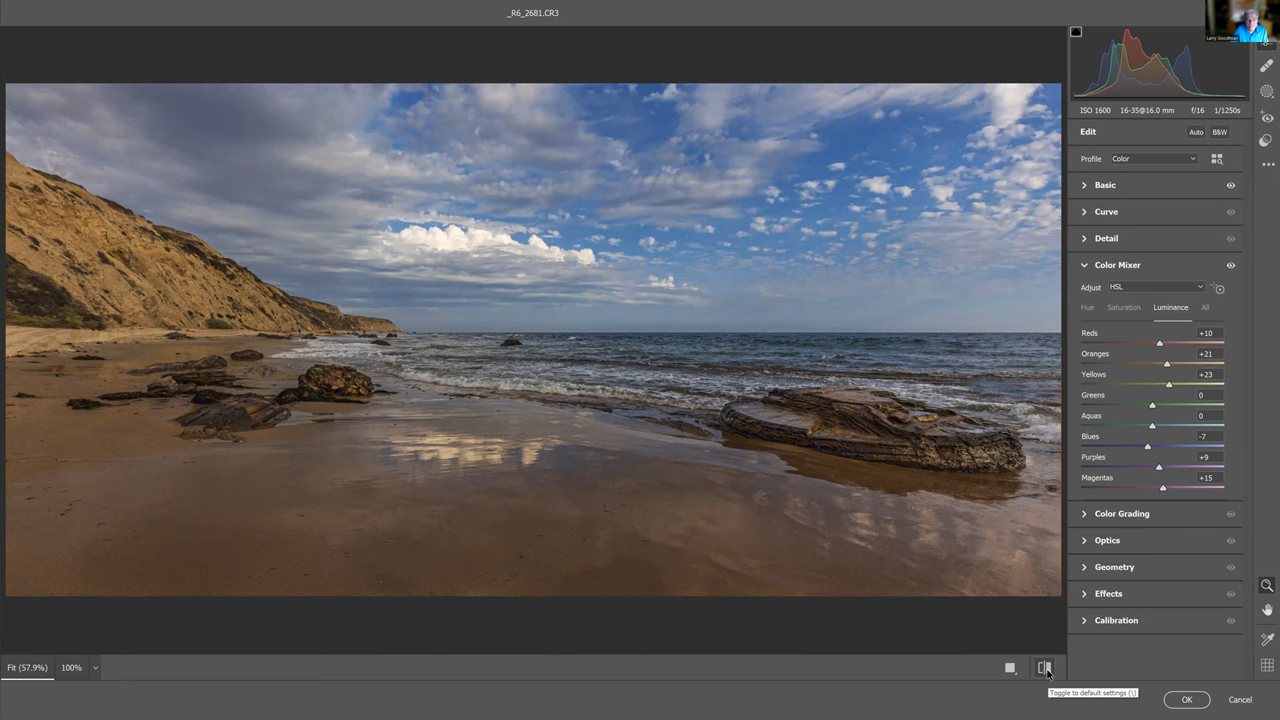 _R6_2681.CR3
Larry Goodman
ISO 1600 16-35@16.0 mm f/16 1/1250s
Edit Auto B&W
Profile Color
Basic
Curve
Detail
Color Mixer
Adjust HSL
Hue Saturation Luminance All
Reds +10
Oranges +21
Yellows +23
Greens 0
Aquas 0
Blues -7
Purples +9
Magentas +15
Color Grading
Optics
Geometry
Effects
Calibration
Fit (57.9%) 100%
Toggle to default settings (\)
OK Cancel